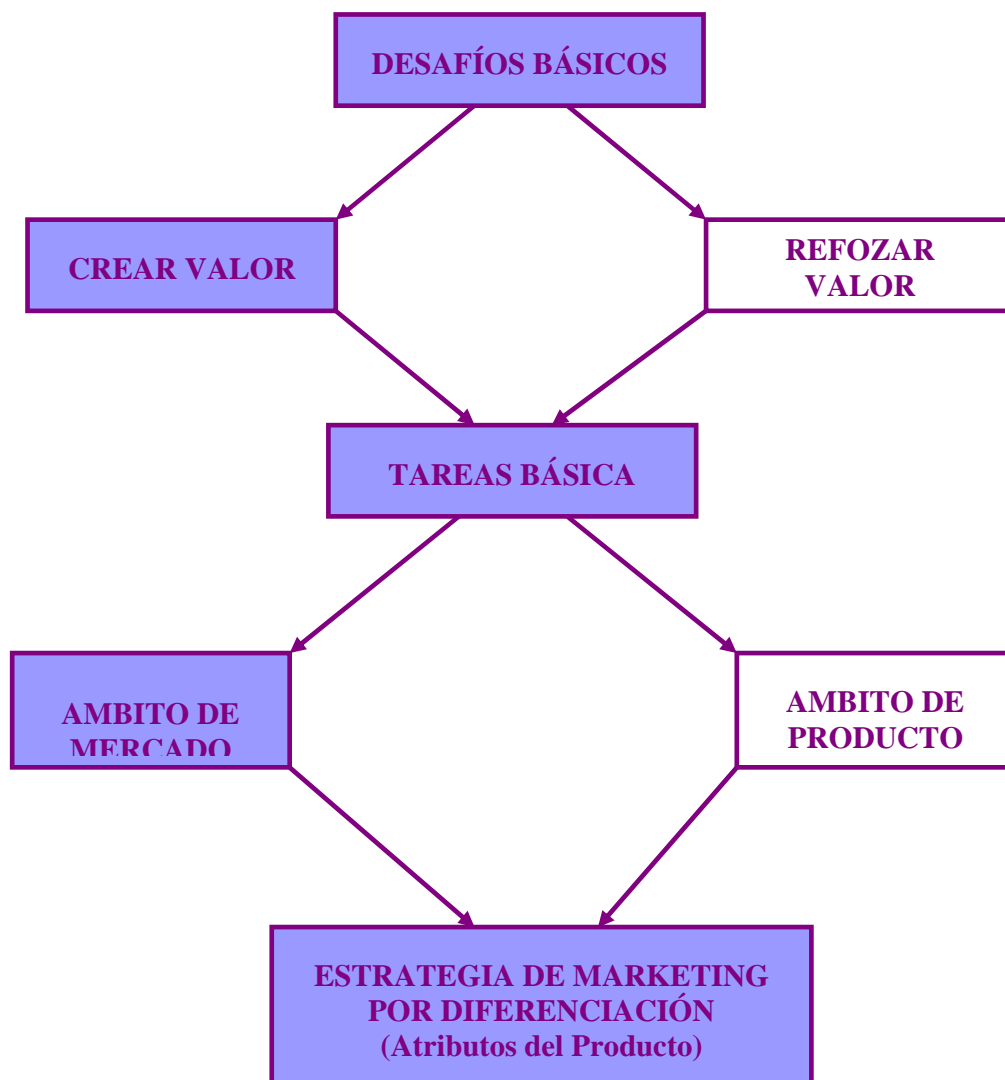 DESAFÍOS BÁSICOS
CREAR VALOR
REFOZAR
VALOR
TAREAS BÁSICA
AMBITO DE
MERCADO
AMBITO DE
PRODUCTO
ESTRATEGIA DE MARKETING
POR DIFERENCIACIÓN
(Atributos del Producto)